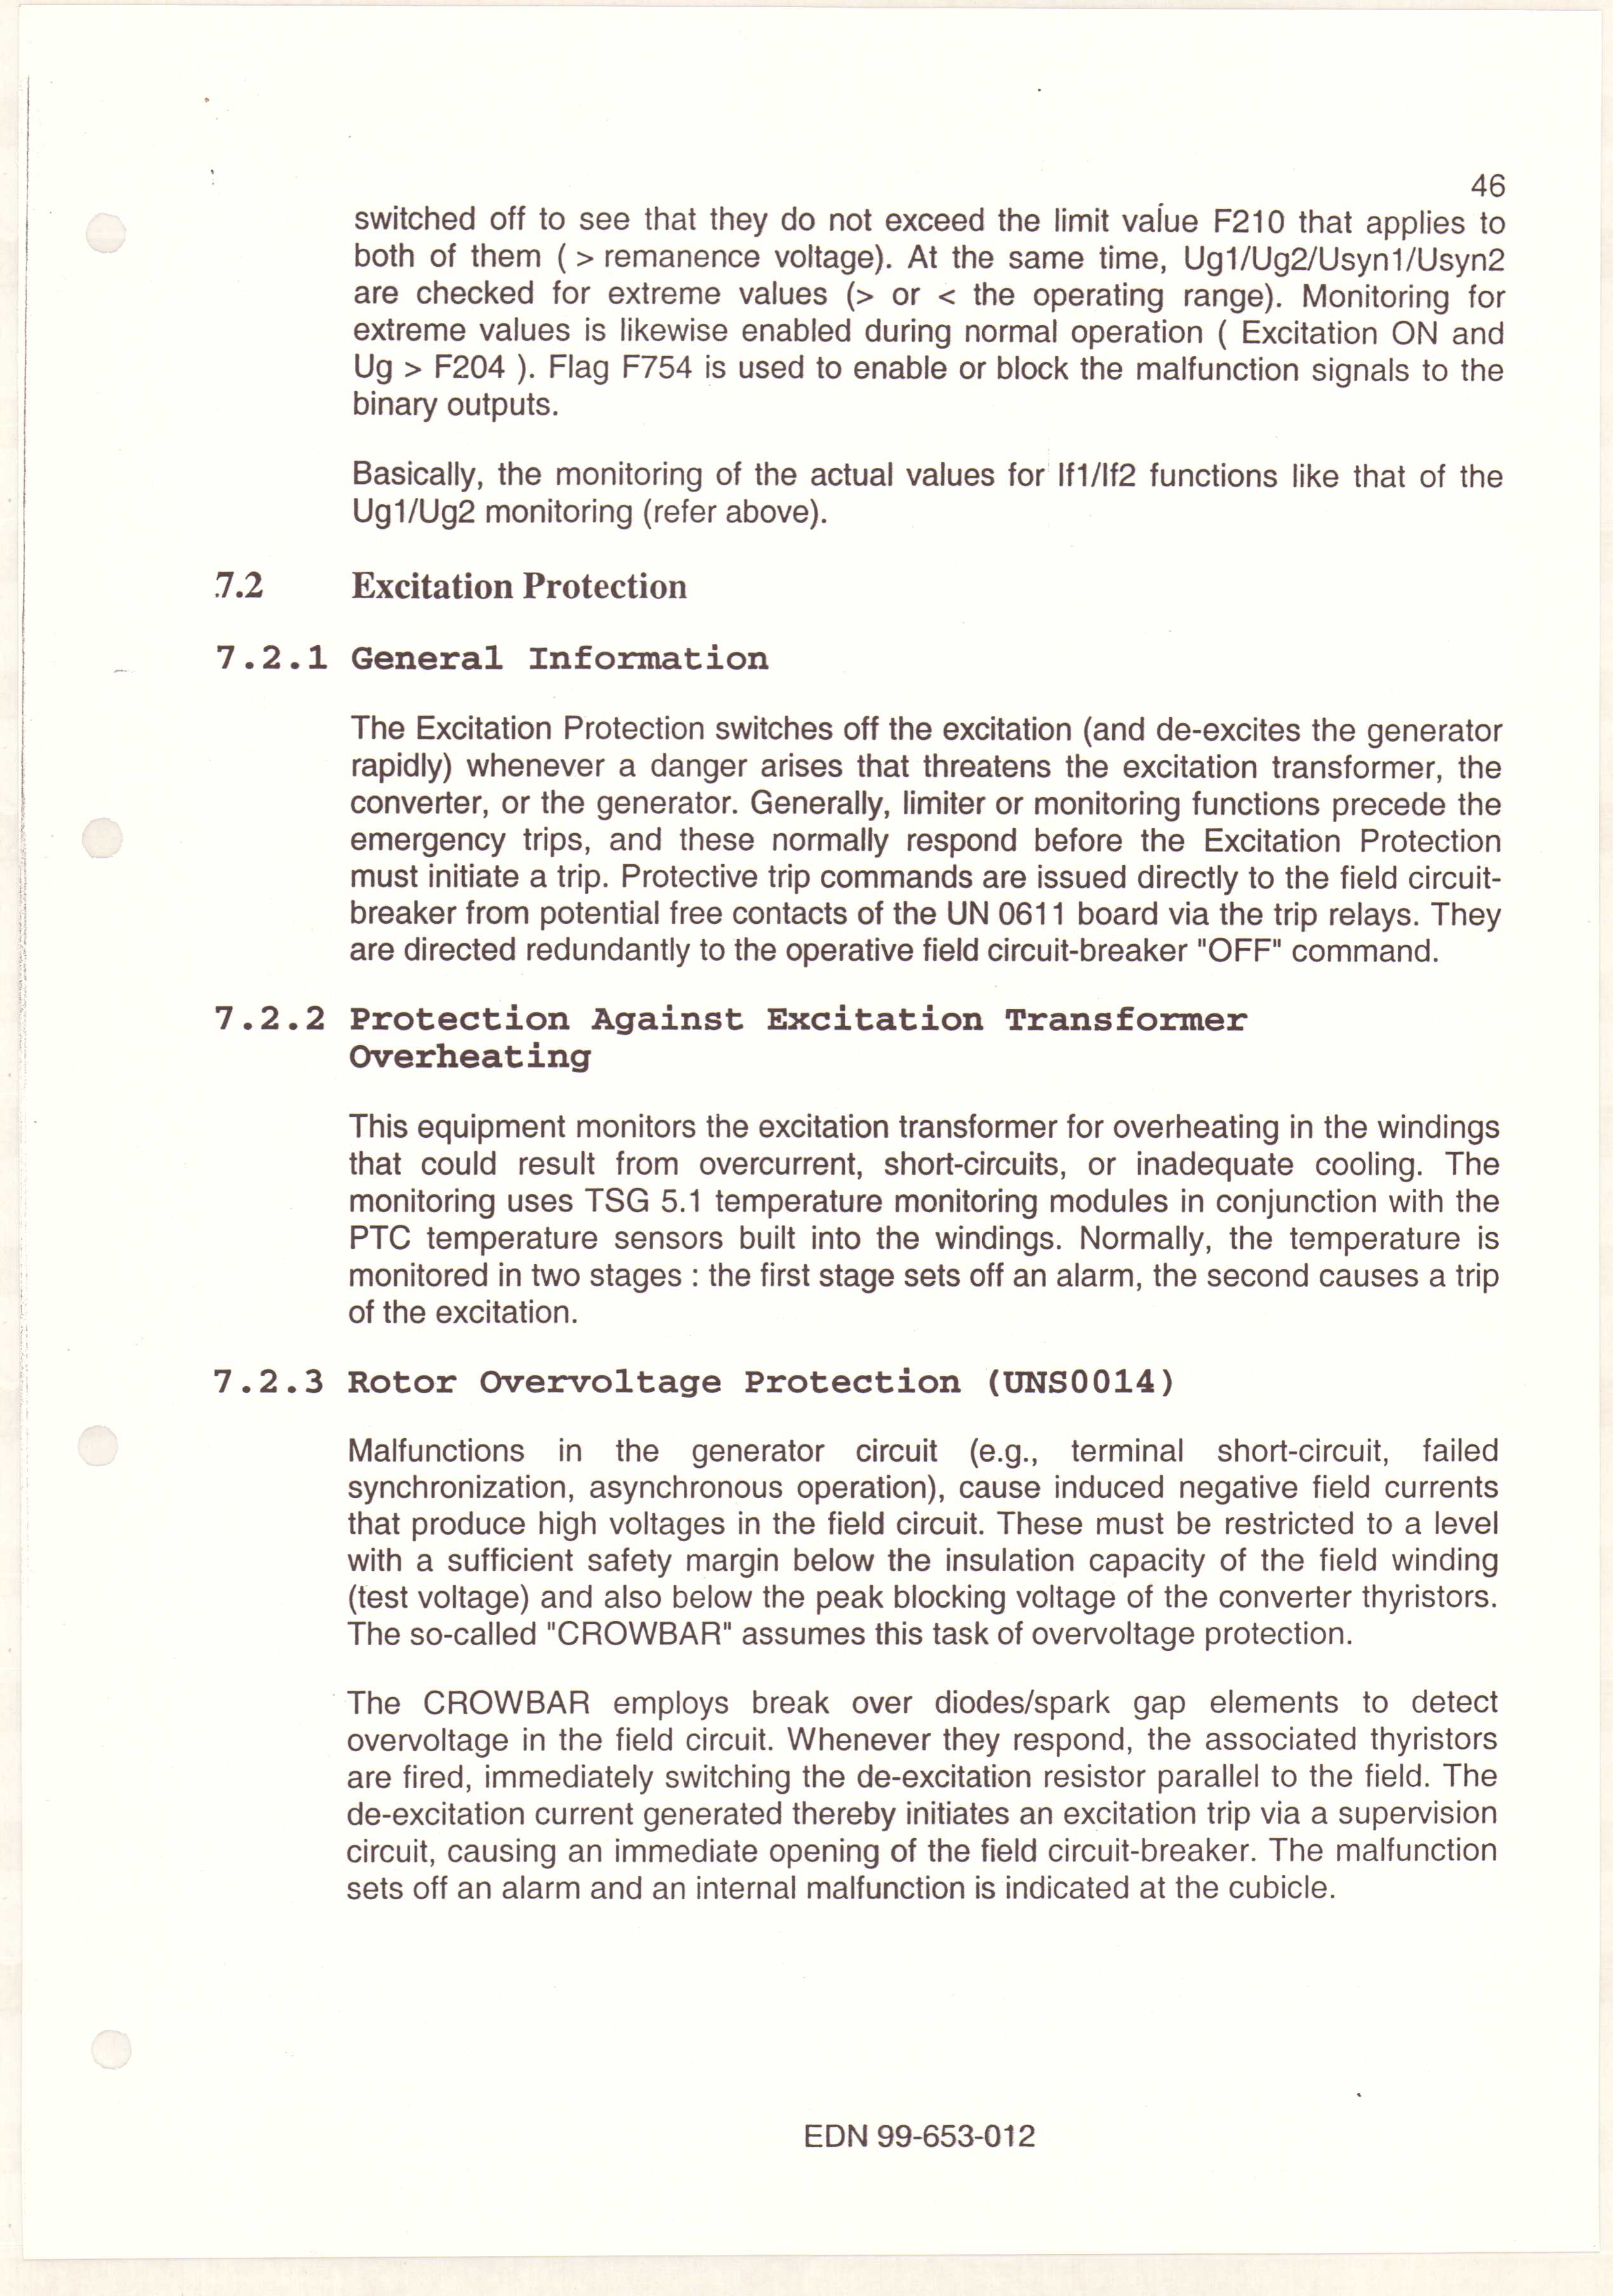 46
switched off to see that they do not exceed the limit value F210 that applies to
both of them ( > remanence voltage). At the same time, Ug1/Ug2/Usyn1/Usyn2
are checked for extreme values (> or < the operating range). Monitoring for
extreme values is likewise enabled during normal operation ( Excitation ON and
Ug > F204 ). Flag F754 is used to enable or block the malfunction signals to the
binary outputs.
Basically, the monitoring of the actual values for If1/If2 functions like that of the
Ug1/Ug2 monitoring (refer above).
7.2 Excitation Protection
7.2.1 General Information
The Excitation Protection switches off the excitation (and de-excites the generator
rapidly) whenever a danger arises that threatens the excitation transformer, the
converter, or the generator. Generally, limiter or monitoring functions precede the
emergency trips, and these normally respond before the Excitation Protection
must initiate a trip. Protective trip commands are issued directly to the field circuit-
breaker from potential free contacts of the UN 0611 board via the trip relays. They
are directed redundantly to the operative field circuit-breaker "OFF" command.
7.2.2 Protection Against Excitation Transformer
Overheating
This equipment monitors the excitation transformer for overheating in the windings
that could result from overcurrent, short-circuits, or inadequate cooling. The
monitoring uses TSG 5.1 temperature monitoring modules in conjunction with the
PTC temperature sensors built into the windings. Normally, the temperature is
monitored in two stages : the first stage sets off an alarm, the second causes a trip
of the excitation.
7.2.3 Rotor Overvoltage Protection (UNS0014)
Malfunctions in the generator circuit (e.g., terminal short-circuit, failed
synchronization, asynchronous operation), cause induced negative field currents
that produce high voltages in the field circuit. These must be restricted to a level
with a sufficient safety margin below the insulation capacity of the field winding
(test voltage) and also below the peak blocking voltage of the converter thyristors.
The so-called "CROWBAR" assumes this task of overvoltage protection.
The CROWBAR employs break over diodes/spark gap elements to detect
overvoltage in the field circuit. Whenever they respond, the associated thyristors
are fired, immediately switching the de-excitation resistor parallel to the field. The
de-excitation current generated thereby initiates an excitation trip via a supervision
circuit, causing an immediate opening of the field circuit-breaker. The malfunction
sets off an alarm and an internal malfunction is indicated at the cubicle.
EDN 99-653-012